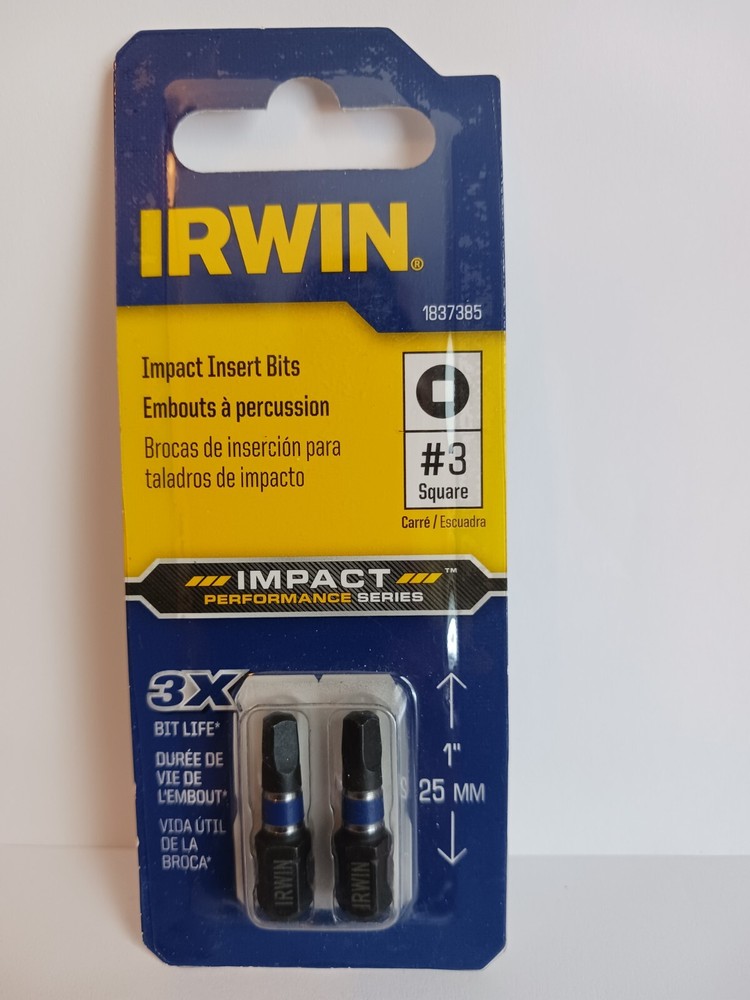 IRWIN®
1837385
Impact Insert Bits
Embouts à percussion
Brocas de inserción para
taladros de impacto
#3
Square
Carré / Escuadra
IMPACT™
PERFORMANCE SERIES
3X
BIT LIFE*
DURÉE DE
VIE DE
L'EMBOUT*
VIDA ÚTIL
DE LA
BROCA*
1"
25 MM
IRWIN
IRWIN